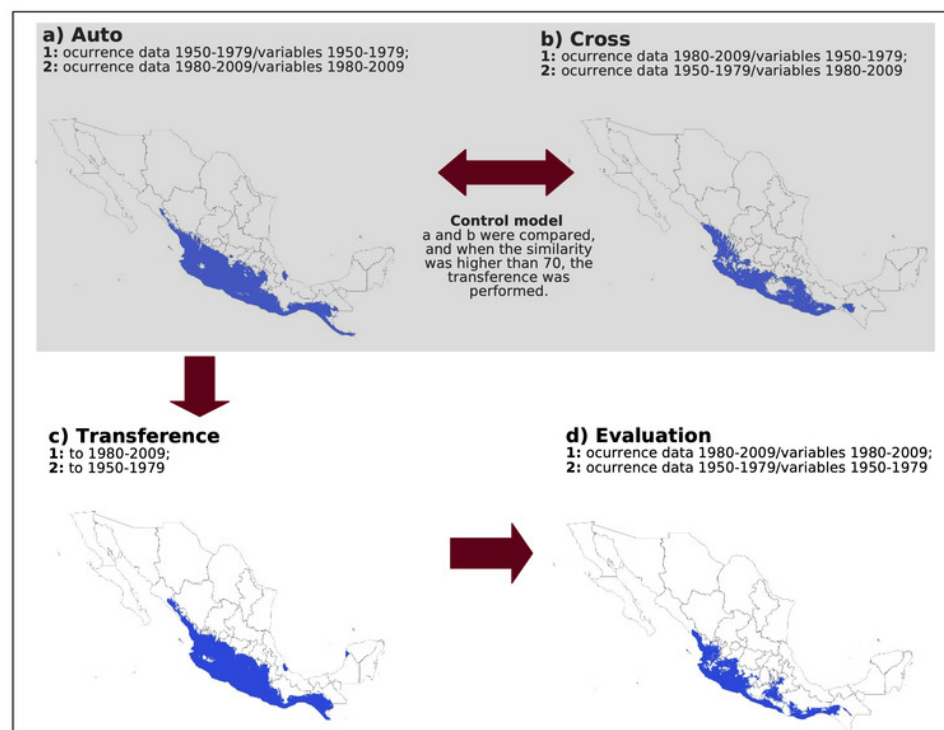 a) Auto
1: ocurrence data 1950-1979/variables 1950-1979;
2: ocurrence data 1980-2009/variables 1980-2009
b) Cross
1: ocurrence data 1980-2009/variables 1950-1979;
2: ocurrence data 1950-1979/variables 1980-2009
Control model
a and b were compared,
and when the similarity
was higher than 70, the
transference was
performed.
c) Transference
1: to 1980-2009;
2: to 1950-1979
d) Evaluation
1: ocurrence data 1980-2009/variables 1980-2009;
2: ocurrence data 1950-1979/variables 1950-1979